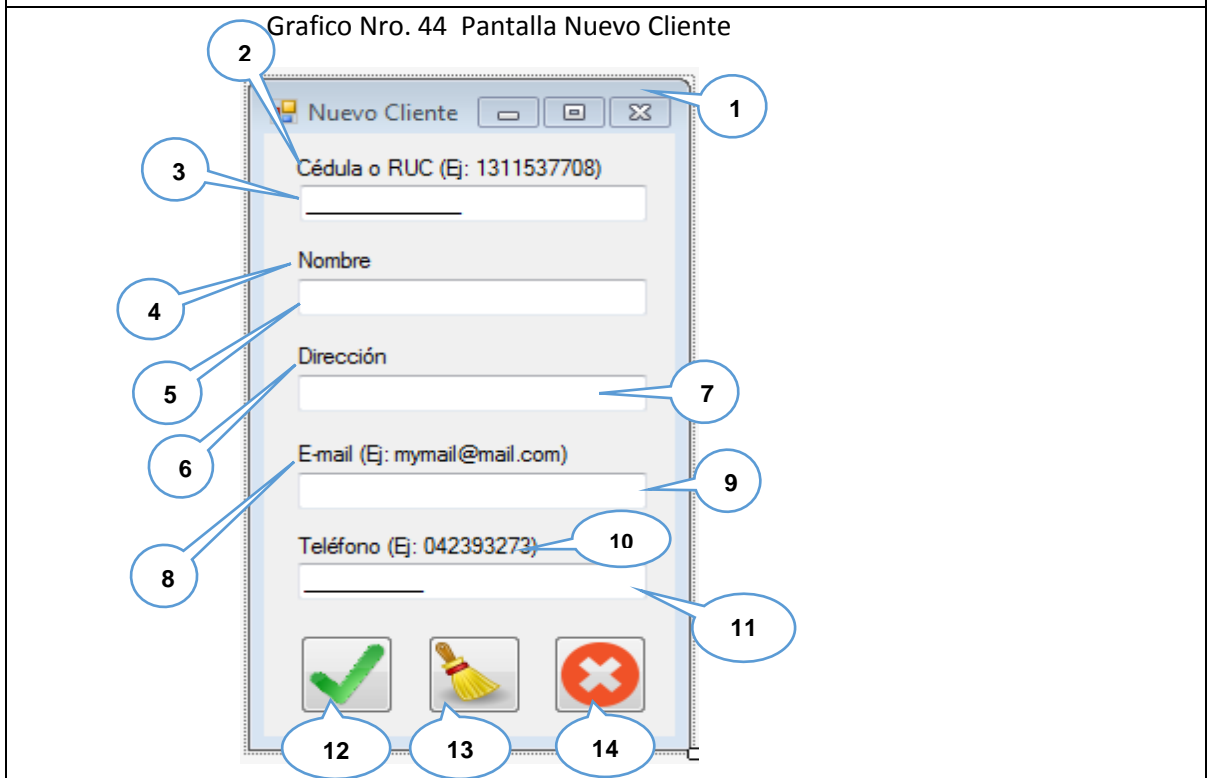 Grafico Nro. 44  Pantalla Nuevo Cliente
2
1
Nuevo Cliente
3
Cédula o RUC (Ej: 1311537708)
Nombre
4
5
Dirección
7
6
E-mail (Ej: mymail@mail.com)
9
Teléfono (Ej: 042393273)
10
8
11
12
13
14